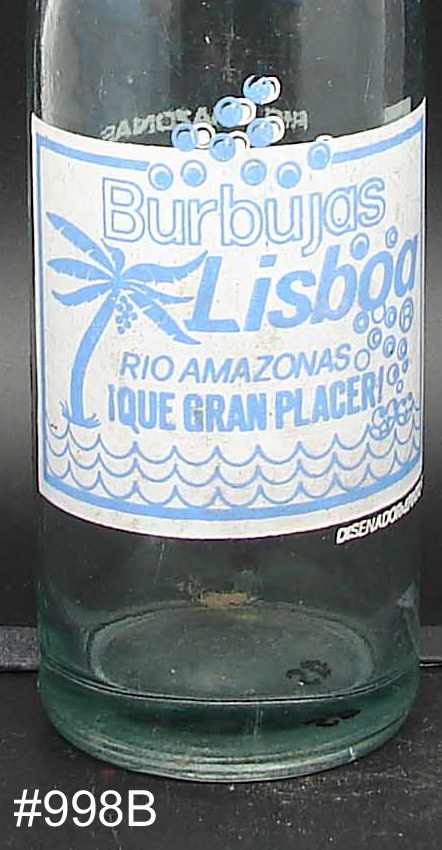 Burbujas
Lisboa
®
RIO AMAZONAS
¡QUE GRAN PLACER!
#998B